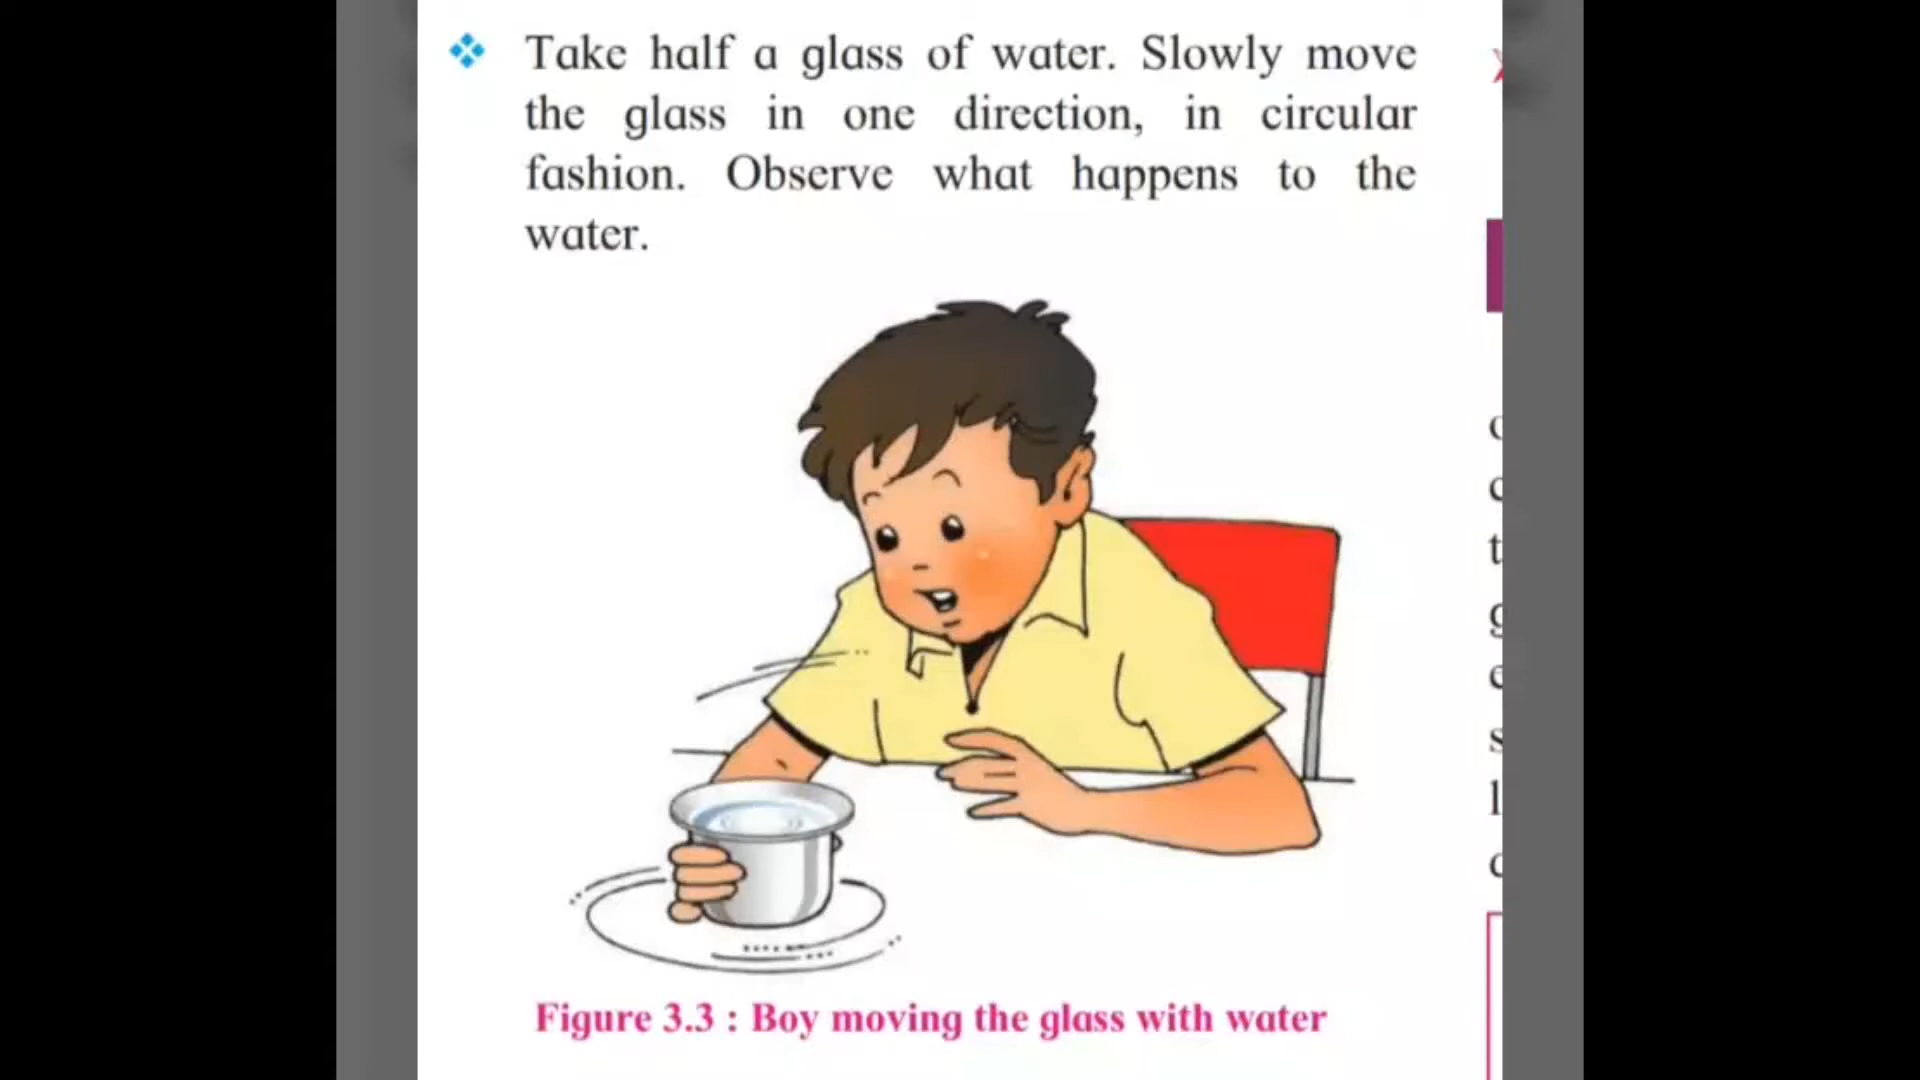 Take half a glass of water. Slowly move
the glass in one direction, in circular
fashion. Observe what happens to the
water.
Figure 3.3 : Boy moving the glass with water